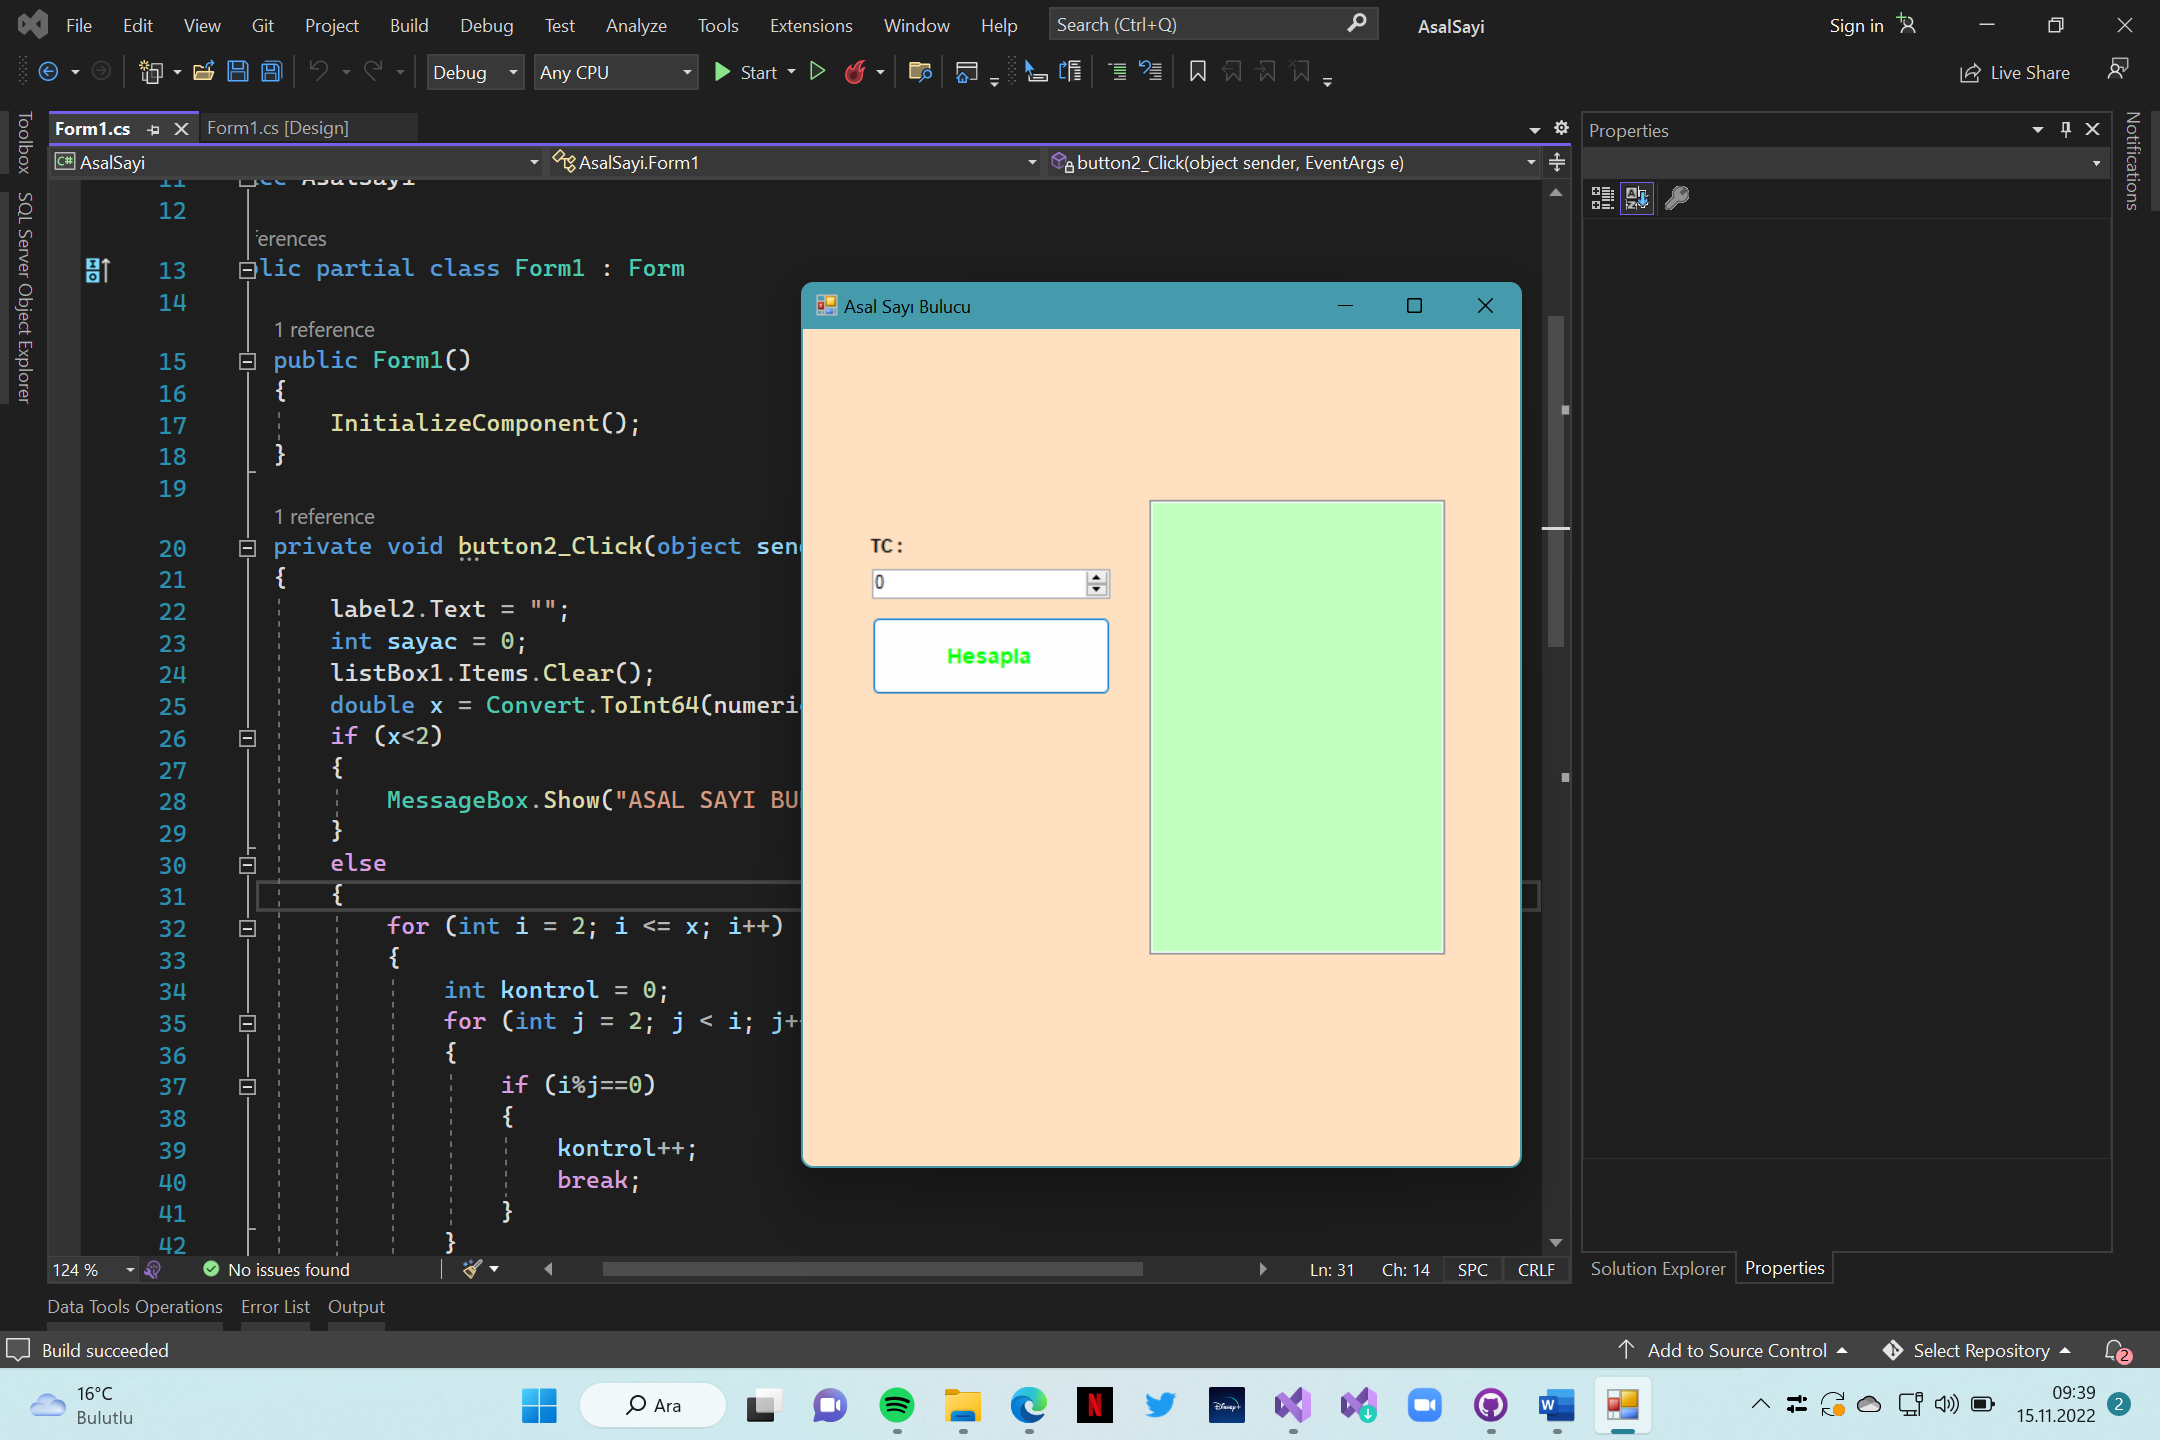 File Edit View Git Project Build Debug Test Analyze Tools Extensions Window Help Search (Ctrl+Q) AsalSayi Sign in
Debug Any CPU Start Live Share
Toolbox
SQL Server Object Explorer
Form1.cs Form1.cs [Design]
C# AsalSayi AsalSayi.Form1 button2_Click(object sender, EventArgs e)
11 AsalSayi
12
ferences
13 lic partial class Form1 : Form
14
1 reference
15 public Form1()
16 {
17 InitializeComponent();
18 }
19
1 reference
20 private void button2_Click(object sen
21 {
22 label2.Text = "";
23 int sayac = 0;
24 listBox1.Items.Clear();
25 double x = Convert.ToInt64(numeri
26 if (x<2)
27 {
28 MessageBox.Show("ASAL SAYI BU
29 }
30 else
31 {
32 for (int i = 2; i <= x; i++)
33 {
34 int kontrol = 0;
35 for (int j = 2; j < i; j+
36 {
37 if (i%j==0)
38 {
39 kontrol++;
40 break;
41 }
42 }
Asal Sayı Bulucu
TC:
0
Hesapla
Properties
Notifications
124 % No issues found Ln: 31 Ch: 14 SPC CRLF
Solution Explorer Properties
Data Tools Operations Error List Output
Build succeeded Add to Source Control Select Repository 2
16°C
Bulutlu
Ara
N
Disney+
W
09:39
15.11.2022
2